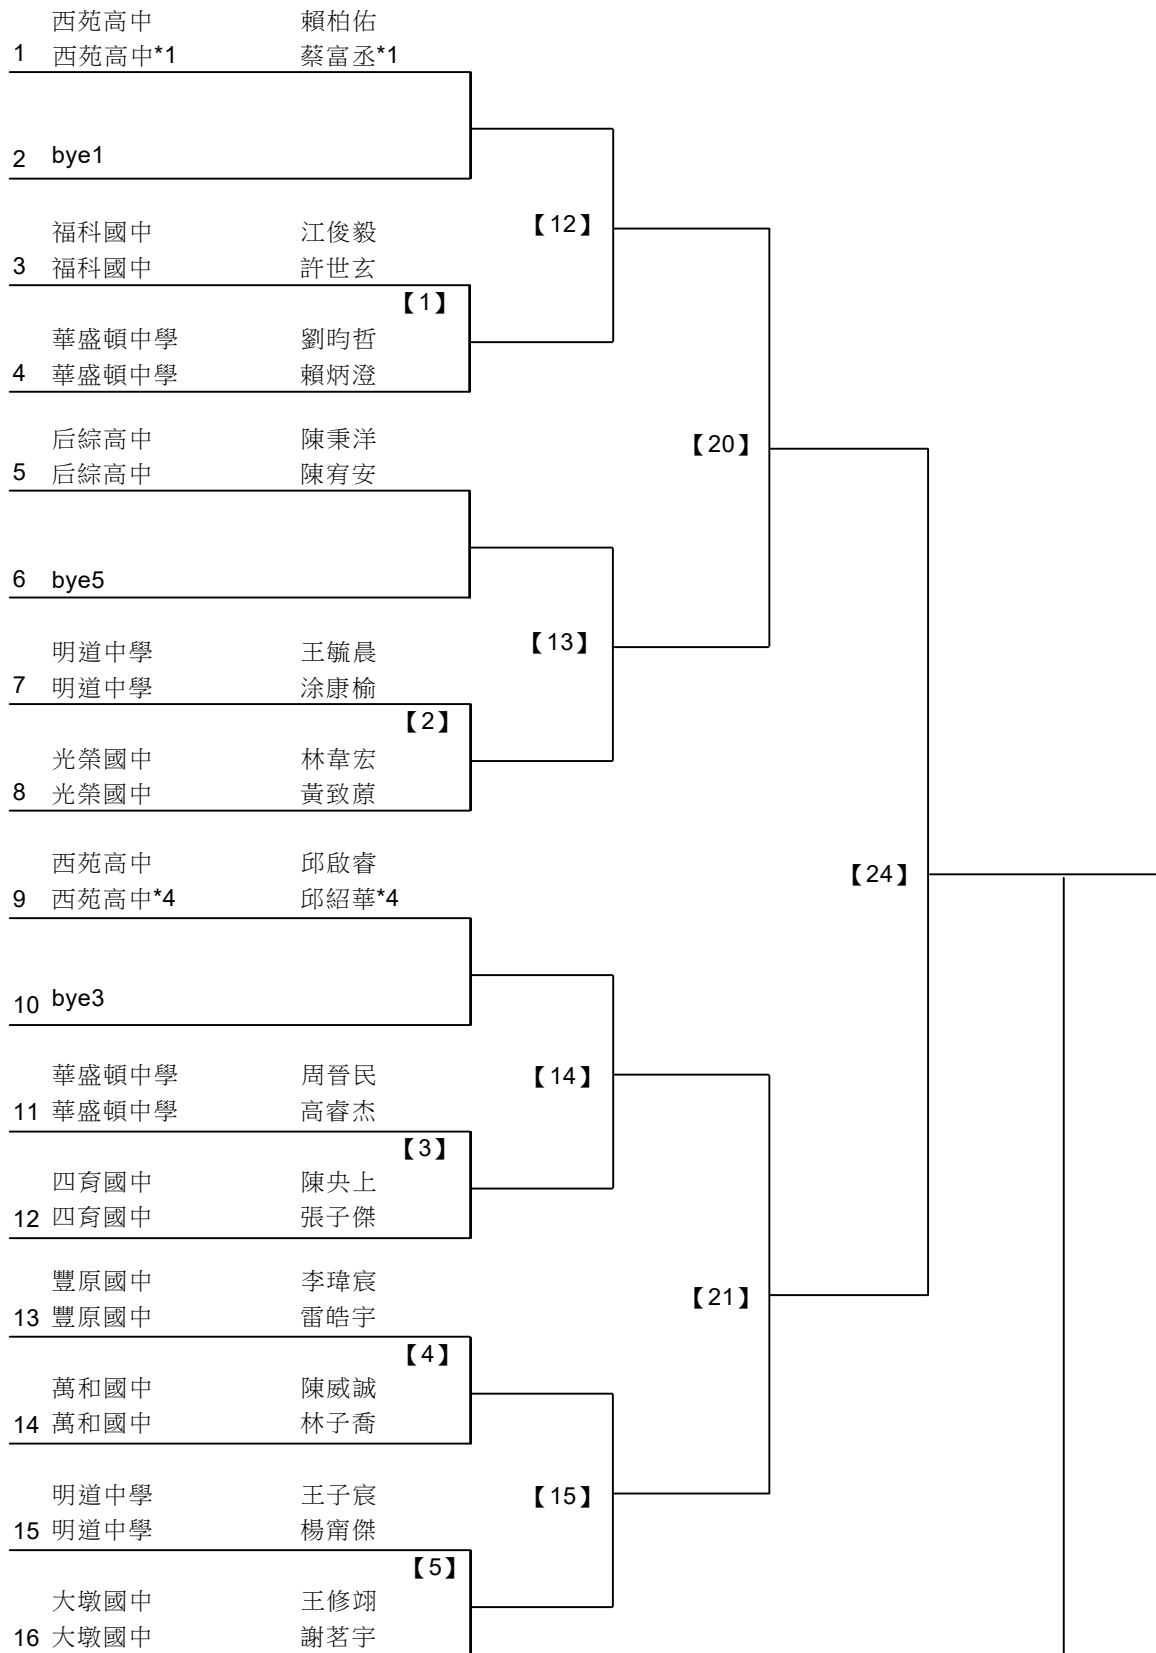 西苑高中 賴柏佑
1 西苑高中*1 蔡富丞*1
2 bye1
【12】
福科國中 江俊毅
3 福科國中 許世玄
【1】
華盛頓中學 劉昀哲
4 華盛頓中學 賴炳澄
后綜高中 陳秉洋
【20】
5 后綜高中 陳宥安
6 bye5
【13】
明道中學 王毓晨
7 明道中學 涂康榆
【2】
光榮國中 林韋宏
8 光榮國中 黃致蒝
西苑高中 邱啟睿
【24】
9 西苑高中*4 邱紹華*4
10 bye3
華盛頓中學 周晉民
【14】
11 華盛頓中學 高睿杰
【3】
四育國中 陳央上
12 四育國中 張子傑
豐原國中 李瑋宸
【21】
13 豐原國中 雷皓宇
【4】
萬和國中 陳威誠
14 萬和國中 林子喬
明道中學 王子宸
【15】
15 明道中學 楊甯傑
【5】
大墩國中 王修翊
16 大墩國中 謝茗宇